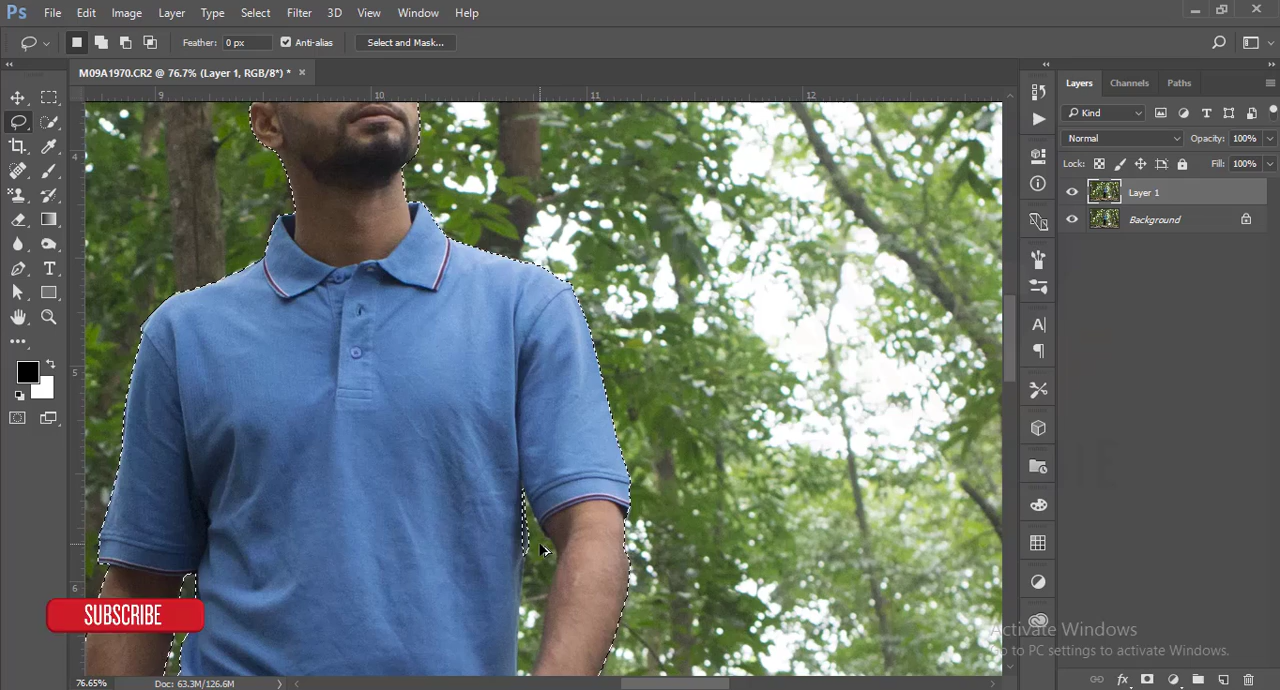 Ps File Edit Image Layer Type Select Filter 3D View Window Help
Feather: 0 px Anti-alias Select and Mask...
M09A1970.CR2 @ 76.7% (Layer 1, RGB/8*) * ×
9 10 11 12
4
5
6
Layers Channels Paths
Kind
Normal Opacity: 100%
Lock: Fill: 100%
Layer 1
Background
SUBSCRIBE
Activate Windows
Go to PC settings to activate Windows.
76.65% Doc: 63.3M/126.6M